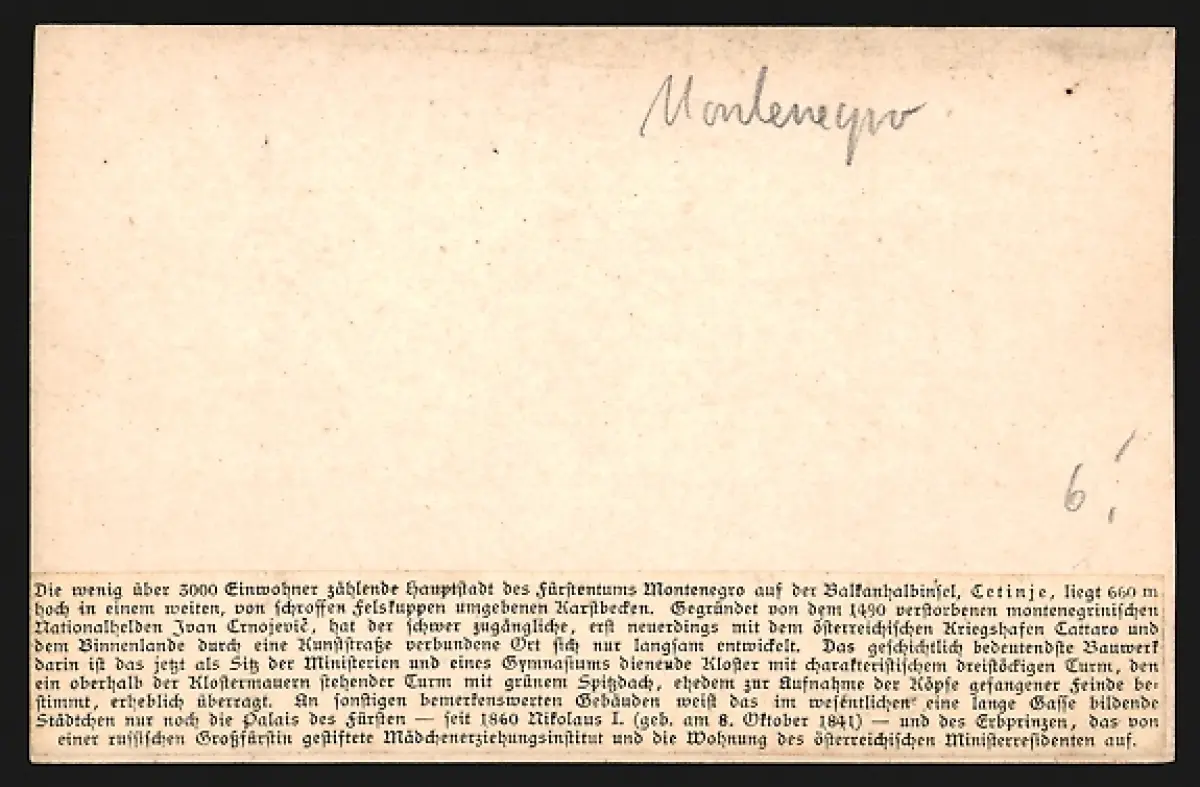 Montenegro
6.
Die wenig über 3000 Einwohner zählende Hauptstadt des Fürstentums Montenegro auf der Balkanhalbinsel, Cetinje, liegt 660 m
hoch in einem weiten, von schroffen Felskuppen umgebenen Karstbecken. Gegründet von dem 1490 verstorbenen montenegrinischen
Nationalhelden Ivan Crnojević, hat der schwer zugängliche, erst neuerdings mit dem österreichischen Kriegshafen Cattaro und
dem Binnenlande durch eine Kunststraße verbundene Ort sich nur langsam entwickelt. Das geschichtlich bedeutendste Bauwerk
darin ist das jetzt als Sitz der Ministerien und eines Gymnasiums dienende Kloster mit charakteristischem dreistöckigen Turm, den
ein oberhalb der Klostermauern stehender Turm mit grünem Spitzdach, ehedem zur Aufnahme der Köpfe gefangener Feinde be-
stimmt, erheblich überragt. An sonstigen bemerkenswerten Gebäuden weist das im wesentlichen eine lange Gasse bildende
Städtchen nur noch die Palais des Fürsten — seit 1860 Nikolaus I. (geb. am 8. Oktober 1841) — und des Erbprinzen, das von
einer russischen Großfürstin gestiftete Mädchenerziehungsinstitut und die Wohnung des österreichischen Ministerresidenten auf.